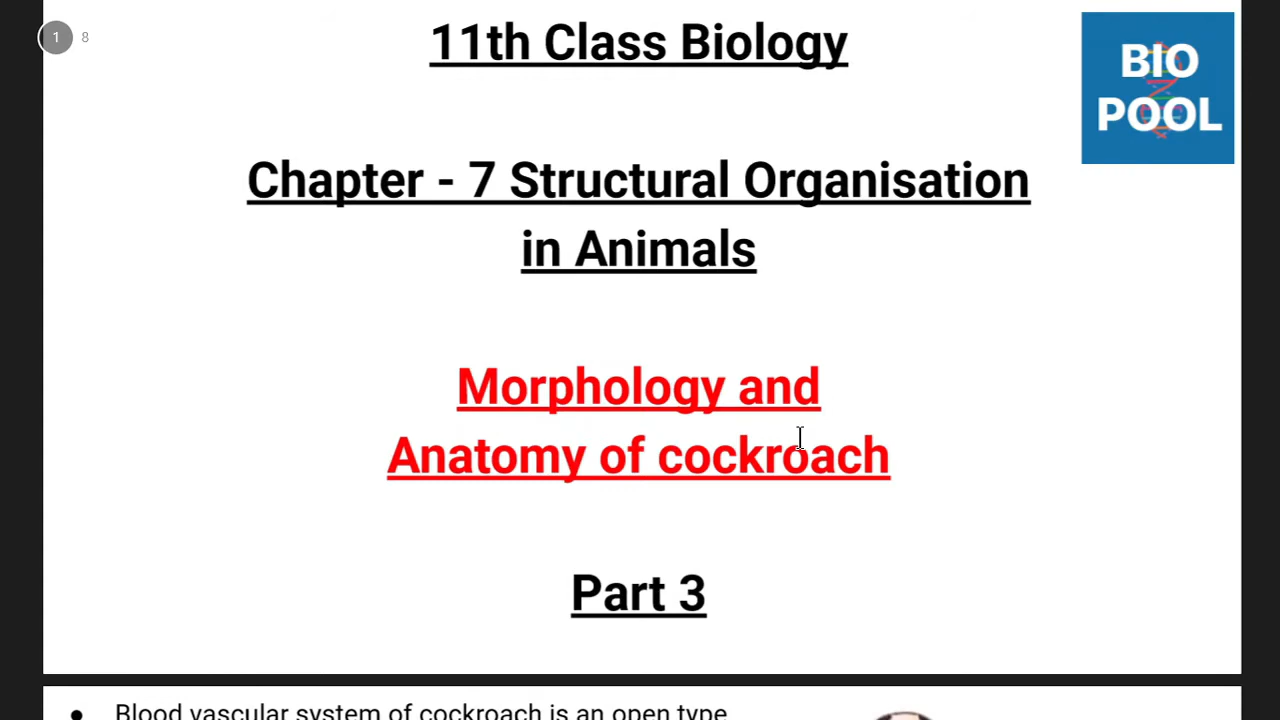 1 8
11th Class Biology
BIO
POOL
Chapter - 7 Structural Organisation
in Animals
Morphology and
Anatomy of cockroach
Part 3
● Blood vascular system of cockroach is an open type